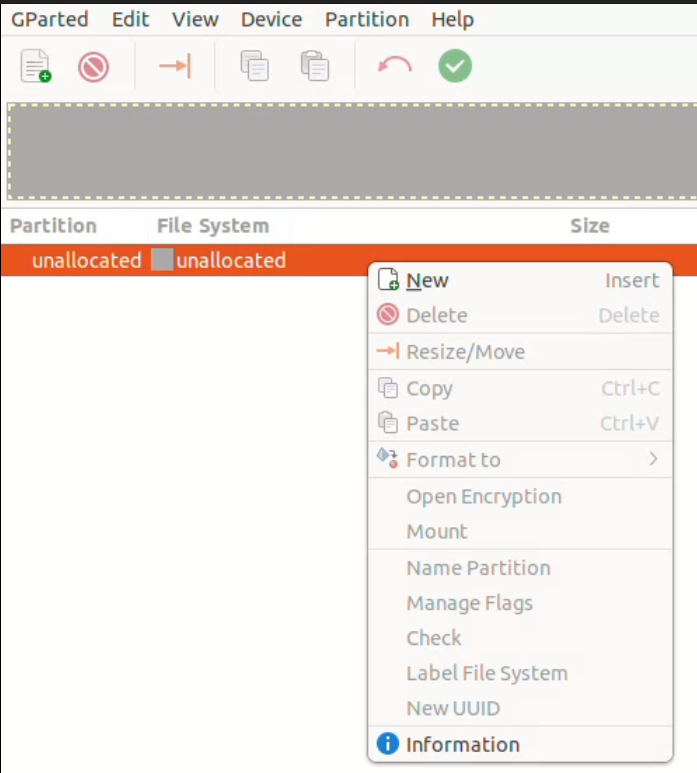 GParted Edit View Device Partition Help
Partition File System Size
unallocated unallocated
New Insert
Delete Delete
Resize/Move
Copy Ctrl+C
Paste Ctrl+V
Format to
Open Encryption
Mount
Name Partition
Manage Flags
Check
Label File System
New UUID
Information